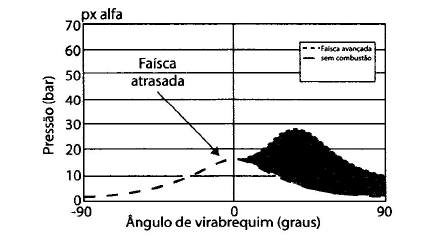 px alfa
70
60
50
40
30
20
10
0
Pressão (bar)
Faísca
atrasada
Faísca avançada
sem combustão
-90
0
90
Ângulo de virabrequim (graus)